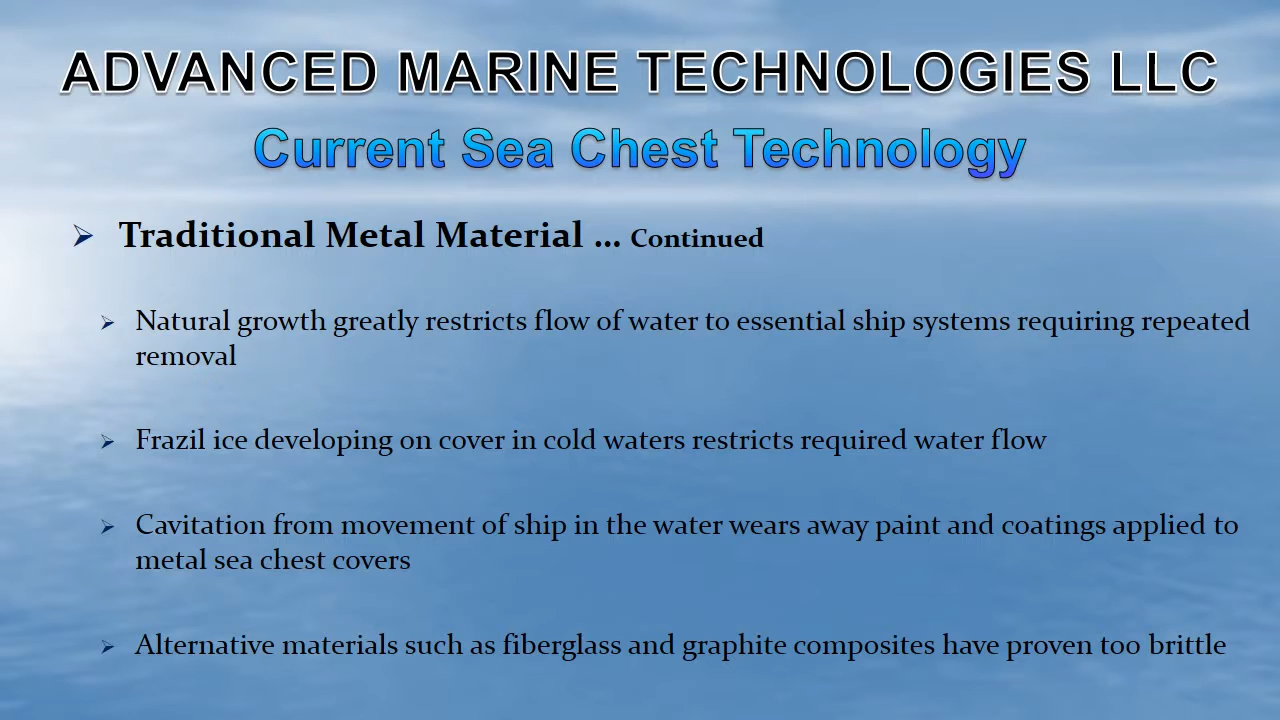 ADVANCED MARINE TECHNOLOGIES LLC
Current Sea Chest Technology
Traditional Metal Material ... Continued
Natural growth greatly restricts flow of water to essential ship systems requiring repeated
removal
Frazil ice developing on cover in cold waters restricts required water flow
Cavitation from movement of ship in the water wears away paint and coatings applied to
metal sea chest covers
Alternative materials such as fiberglass and graphite composites have proven too brittle